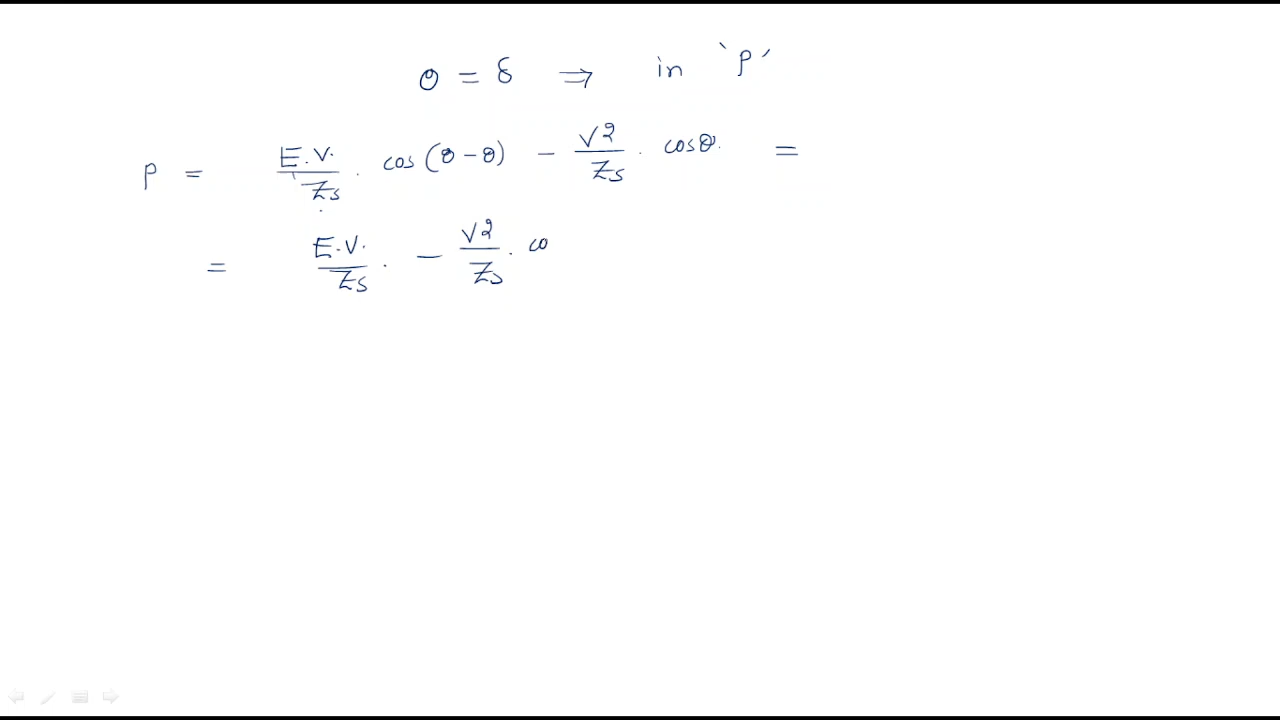 θ = δ ⇒ in 'P'
P = E.V./Zs . cos(θ-θ) - V²/Zs . cosθ. =
= E.V./Zs . - V²/Zs . co